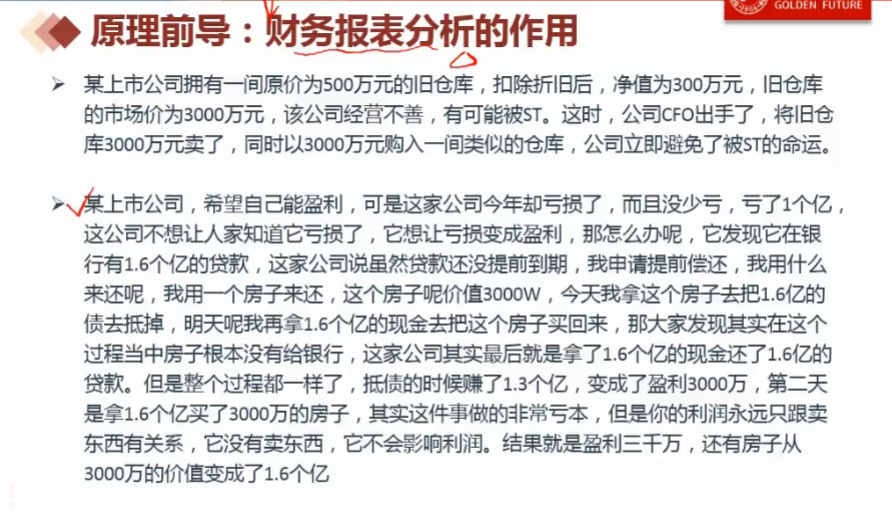 GOLDEN FUTURE
原理前导：财务报表分析的作用
某上市公司拥有一间原价为500万元的旧仓库，扣除折旧后，净值为300万元，旧仓库
的市场价为3000万元，该公司经营不善，有可能被ST。这时，公司CFO出手了，将旧仓
库3000万元卖了，同时以3000万元购入一间类似的仓库，公司立即避免了被ST的命运。
某上市公司，希望自己能盈利，可是这家公司今年却亏损了，而且没少亏，亏了1个亿，
这公司不想让人家知道它亏损了，它想让亏损变成盈利，那怎么办呢，它发现它在银
行有1.6个亿的贷款，这家公司说虽然贷款还没提前到期，我申请提前偿还，我用什么
来还呢，我用一个房子来还，这个房子呢价值3000W，今天我拿这个房子去把1.6亿的
债去抵掉，明天呢我再拿1.6个亿的现金去把这个房子买回来，那大家发现其实在这个
过程当中房子根本没有给银行，这家公司其实最后就是拿了1.6个亿的现金还了1.6亿的
贷款。但是整个过程都一样了，抵债的时候赚了1.3个亿，变成了盈利3000万，第二天
是拿1.6个亿买了3000万的房子，其实这件事做的非常亏本，但是你的利润永远只跟卖
东西有关系，它没有卖东西，它不会影响利润。结果就是盈利三千万，还有房子从
3000万的价值变成了1.6个亿